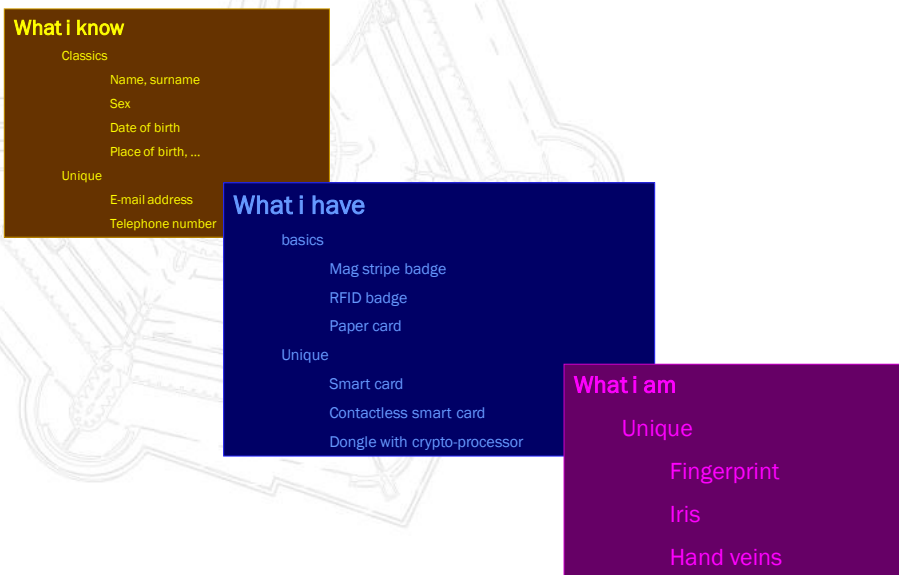 What i know
Classics
Name, surname
Sex
Date of birth
Place of birth, ...
Unique
E-mail address
Telephone number
What i have
basics
Mag stripe badge
RFID badge
Paper card
Unique
Smart card
Contactless smart card
Dongle with crypto-processor
What i am
Unique
Fingerprint
Iris
Hand veins